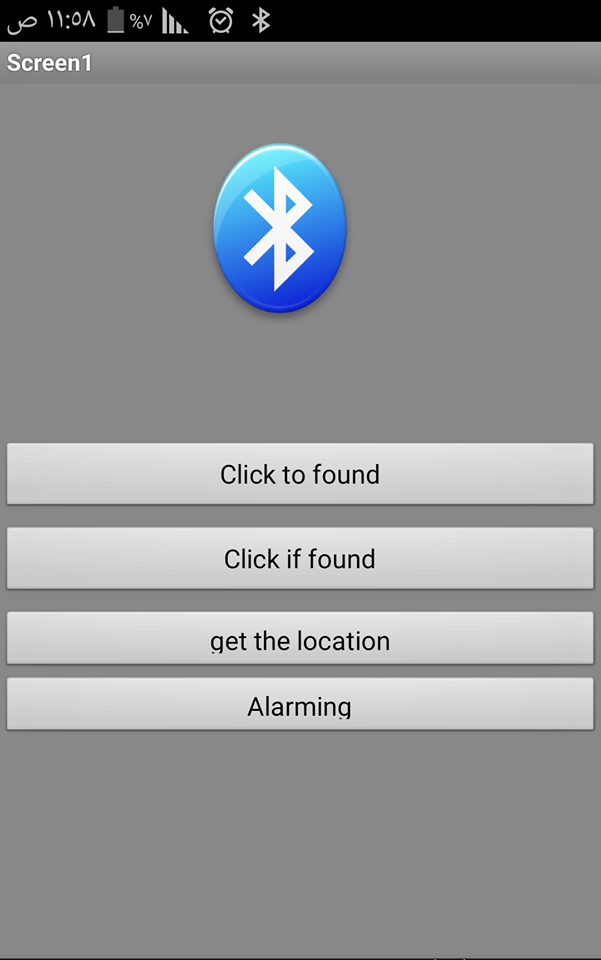 ص ١١:٥٨ %٧
Screen1
Click to found
Click if found
get the location
Alarming